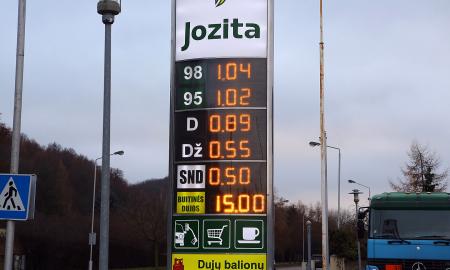 Jozita
98 1.04
95 1.02
D 0.89
Dž 0.55
SND 0.50
BUITINĖS
DUJOS 15.00
Dujų balionų